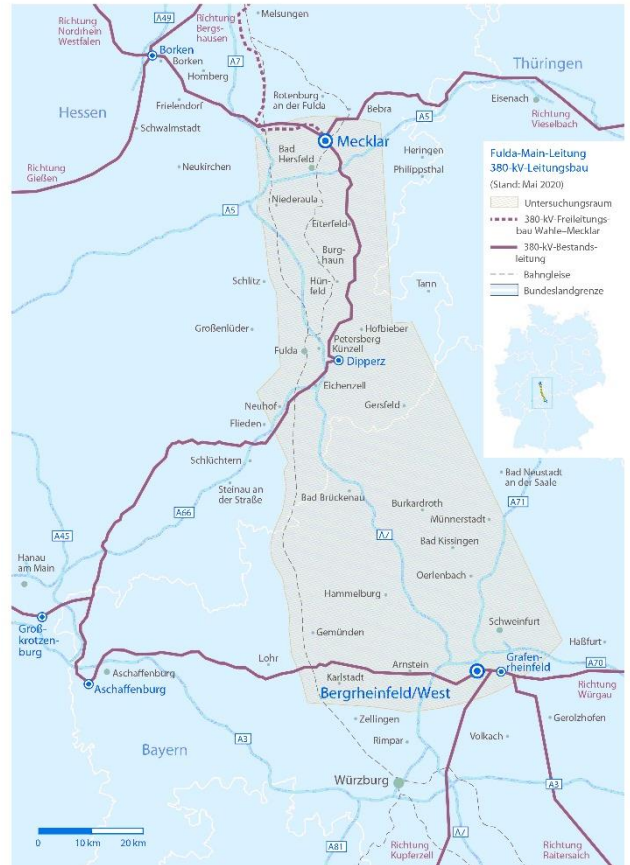 Richtung
Nordrhein
Westfalen
A49
Richtung
Bergs-
hausen
Melsungen
Borken
Borken
Homberg
A7
Thüringen
Rotenburg
an der Fulda
Bebra
Eisenach
Frielendorf
A5
Richtung
Vieselbach
Hessen
Schwalmstadt
Mecklar
Bad
Hersfeld
Heringen
Philippsthal
Neukirchen
Richtung
Gießen
Fulda-Main-Leitung
380-kV-Leitungsbau
(Stand: Mai 2020)
Untersuchungsraum
380-kV-Freileitungs-
bau Wahle–Mecklar
380-kV-Bestands-
leitung
Bahngleise
Bundeslandgrenze
A5
Niederaula
Eiterfeld
Burg-
haun
Schlitz
Hün-
feld
Tann
Großenlüder
Hofbieber
Petersberg
Künzell
Fulda
Dipperz
Eichenzell
Neuhof
Gersfeld
Flieden
Schlüchtern
Steinau an
der Straße
Bad Brückenau
Bad Neustadt
an der Saale
Burkardroth
A71
A66
Münnerstadt
A7
Bad Kissingen
A45
Hanau
am Main
Oerlenbach
Hammelburg
Groß-
krotzen-
burg
Gemünden
Schweinfurt
Haßfurt
Lohr
Arnstein
Grafen-
rheinfeld
A70
Aschaffenburg
Aschaffenburg
Karlstadt
Bergrheinfeld/West
Richtung
Würgau
Zellingen
Gerolzhofen
Bayern
A3
Rimpar
Volkach
Würzburg
A3
0
10 km
20 km
A81
A7
Richtung
Kupferzell
Richtung
Raitersaich